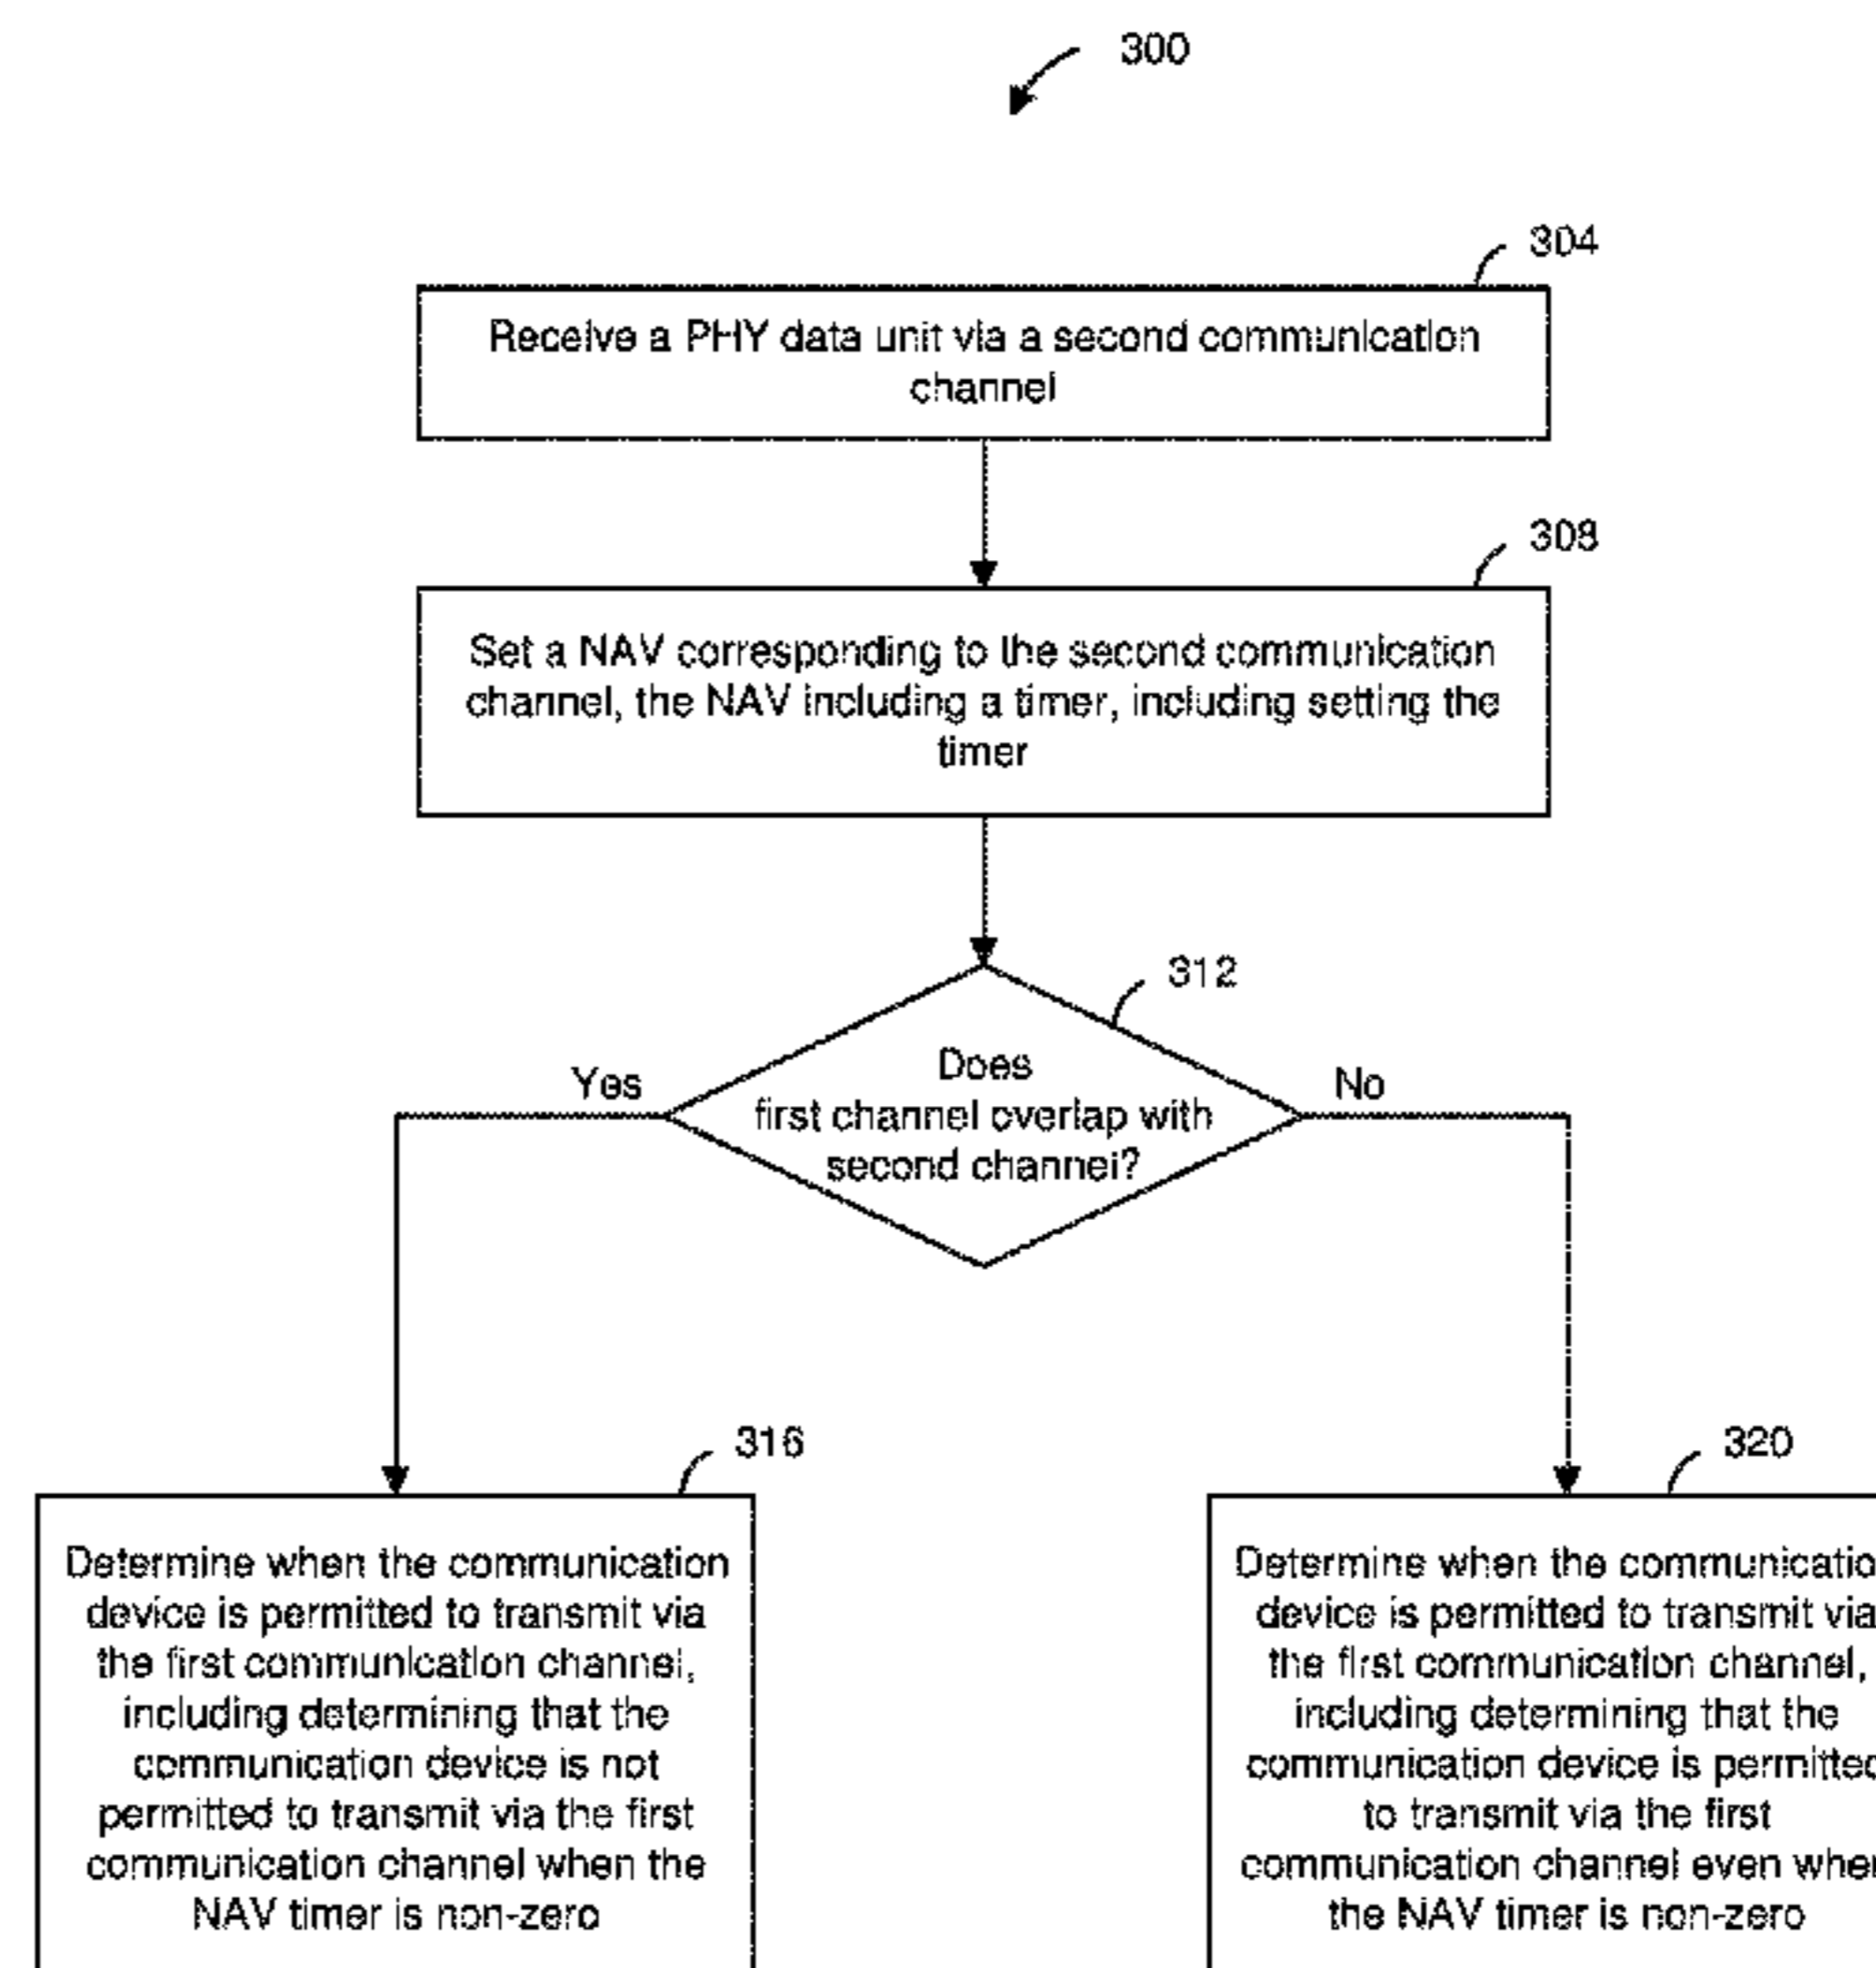 300
304
Receive a PHY data unit via a second communication
channel
308
Set a NAV corresponding to the second communication
channel, the NAV including a timer, including setting the
timer
312
Does
first channel overlap with
second channel?
Yes
No
316
Determine when the communication
device is permitted to transmit via
the first communication channel,
including determining that the
communication device is not
permitted to transmit via the first
communication channel when the
NAV timer is non-zero
320
Determine when the communicatio
device is permitted to transmit via
the first communication channel,
including determining that the
communication device is permitted
to transmit via the first
communication channel even when
the NAV timer is non-zero